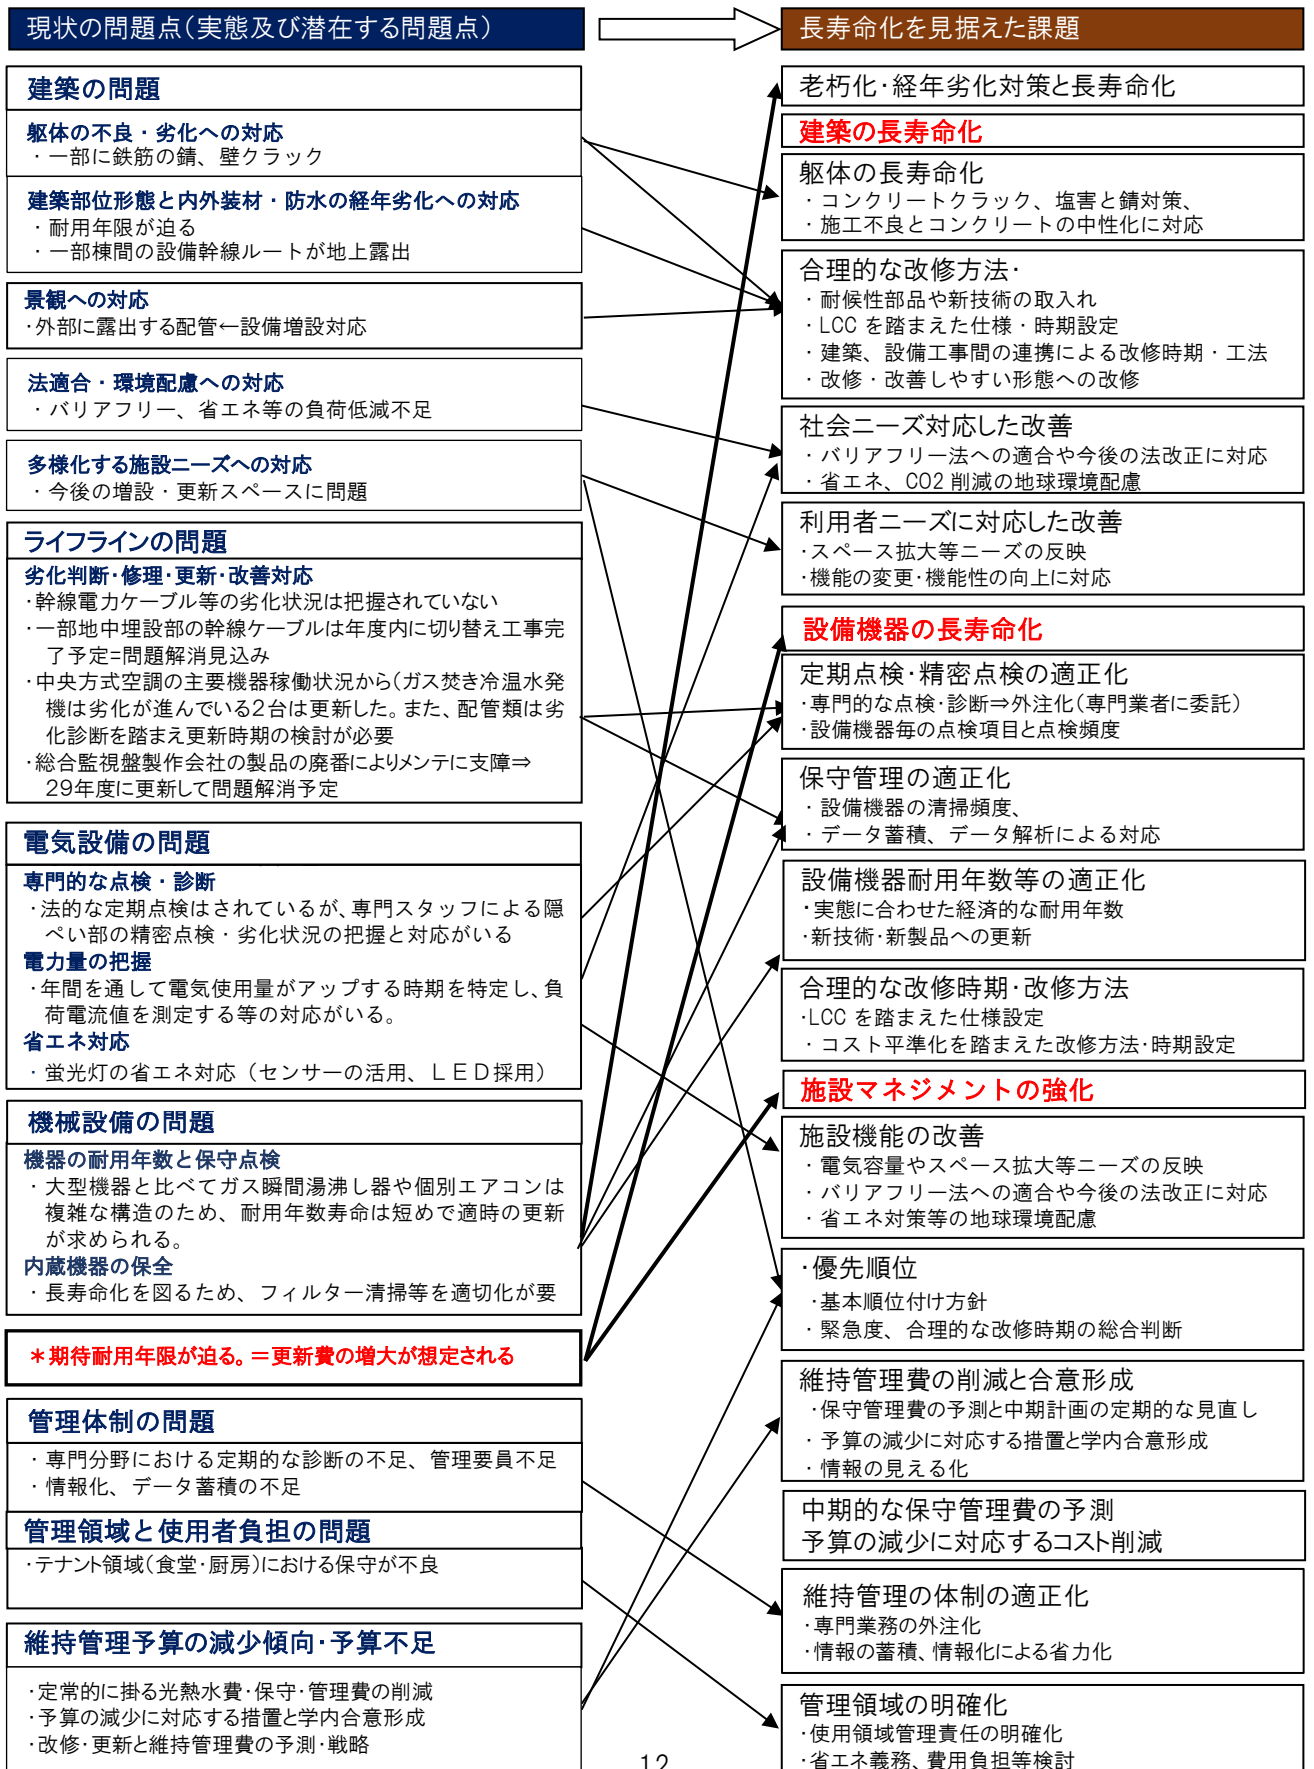 現状の問題点(実態及び潜在する問題点)
建築の問題
躯体の不良・劣化への対応
・一部に鉄筋の錆、壁クラック
建築部位形態と内外装材・防水の経年劣化への対応
・耐用年限が迫る
・一部棟間の設備幹線ルートが地上露出
景観への対応
・外部に露出する配管←設備増設対応
法適合・環境配慮への対応
・バリアフリー、省エネ等の負荷低減不足
多様化する施設ニーズへの対応
・今後の増設・更新スペースに問題
ライフラインの問題
劣化判断・修理・更新・改善対応
・幹線電力ケーブル等の劣化状況は把握されていない
・一部地中埋設部の幹線ケーブルは年度内に切り替え工事完
了予定=問題解消見込み
・中央方式空調の主要機器稼働状況から(ガス焚き冷温水発
機は劣化が進んでいる2台は更新した。また、配管類は劣
化診断を踏まえ更新時期の検討が必要
・総合監視盤製作会社の製品の廃番によりメンテに支障⇒
29年度に更新して問題解消予定
電気設備の問題
専門的な点検・診断
・法的な定期点検はされているが、専門スタッフによる隠
ぺい部の精密点検・劣化状況の把握と対応がいる
電力量の把握
・年間を通して電気使用量がアップする時期を特定し、負
荷電流値を測定する等の対応がいる。
省エネ対応
・蛍光灯の省エネ対応（センサーの活用、ＬＥＤ採用）
機械設備の問題
機器の耐用年数と保守点検
・大型機器と比べてガス瞬間湯沸し器や個別エアコンは
複雑な構造のため、耐用年数寿命は短めで適時の更新
が求められる。
内蔵機器の保全
・長寿命化を図るため、フィルター清掃等を適切化が要
＊期待耐用年限が迫る。＝更新費の増大が想定される
管理体制の問題
・専門分野における定期的な診断の不足、管理要員不足
・情報化、データ蓄積の不足
管理領域と使用者負担の問題
・テナント領域(食堂・厨房)における保守が不良
維持管理予算の減少傾向・予算不足
・定常的に掛る光熱水費・保守・管理費の削減
・予算の減少に対応する措置と学内合意形成
・改修・更新と維持管理費の予測・戦略
長寿命化を見据えた課題
老朽化・経年劣化対策と長寿命化
建築の長寿命化
躯体の長寿命化
・コンクリートクラック、塩害と錆対策、
・施工不良とコンクリートの中性化に対応
合理的な改修方法・
・耐候性部品や新技術の取入れ
・LCC を踏まえた仕様・時期設定
・建築、設備工事間の連携による改修時期・工法
・改修・改善しやすい形態への改修
社会ニーズ対応した改善
・バリアフリー法への適合や今後の法改正に対応
・省エネ、CO2 削減の地球環境配慮
利用者ニーズに対応した改善
・スペース拡大等ニーズの反映
・機能の変更・機能性の向上に対応
設備機器の長寿命化
定期点検・精密点検の適正化
・専門的な点検・診断⇒外注化(専門業者に委託)
・設備機器毎の点検項目と点検頻度
保守管理の適正化
・設備機器の清掃頻度、
・データ蓄積、データ解析による対応
設備機器耐用年数等の適正化
・実態に合わせた経済的な耐用年数
・新技術・新製品への更新
合理的な改修時期・改修方法
・LCC を踏まえた仕様設定
・コスト平準化を踏まえた改修方法・時期設定
施設マネジメントの強化
施設機能の改善
・電気容量やスペース拡大等ニーズの反映
・バリアフリー法への適合や今後の法改正に対応
・省エネ対策等の地球環境配慮
・優先順位
・基本順位付け方針
・緊急度、合理的な改修時期の総合判断
維持管理費の削減と合意形成
・保守管理費の予測と中期計画の定期的な見直し
・予算の減少に対応する措置と学内合意形成
・情報の見える化
中期的な保守管理費の予測
予算の減少に対応するコスト削減
維持管理の体制の適正化
・専門業務の外注化
・情報の蓄積、情報化による省力化
管理領域の明確化
・使用領域管理責任の明確化
・省エネ義務、費用負担等検討
12